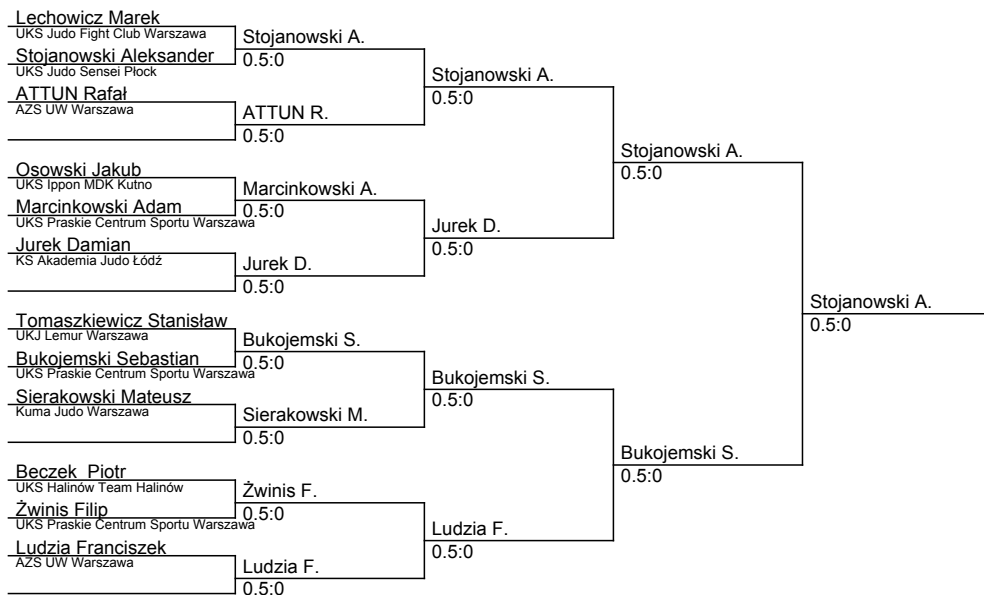 Lechowicz Marek
UKS Judo Fight Club Warszawa
Stojanowski Aleksander
UKS Judo Sensei Płock
ATTUN Rafał
AZS UW Warszawa
Osowski Jakub
UKS Ippon MDK Kutno
Marcinkowski Adam
UKS Praskie Centrum Sportu Warszawa
Jurek Damian
KS Akademia Judo Łódź
Tomaszkiewicz Stanisław
UKJ Lemur Warszawa
Bukojemski Sebastian
UKS Praskie Centrum Sportu Warszawa
Sierakowski Mateusz
Kuma Judo Warszawa
Beczek  Piotr
UKS Halinów Team Halinów
Żwinis Filip
UKS Praskie Centrum Sportu Warszawa
Ludzia Franciszek
AZS UW Warszawa
Stojanowski A.
0.5:0
ATTUN R.
0.5:0
Marcinkowski A.
0.5:0
Jurek D.
0.5:0
Bukojemski S.
0.5:0
Sierakowski M.
0.5:0
Żwinis F.
0.5:0
Ludzia F.
0.5:0
Stojanowski A.
0.5:0
Jurek D.
0.5:0
Bukojemski S.
0.5:0
Ludzia F.
0.5:0
Stojanowski A.
0.5:0
Bukojemski S.
0.5:0
Stojanowski A.
0.5:0